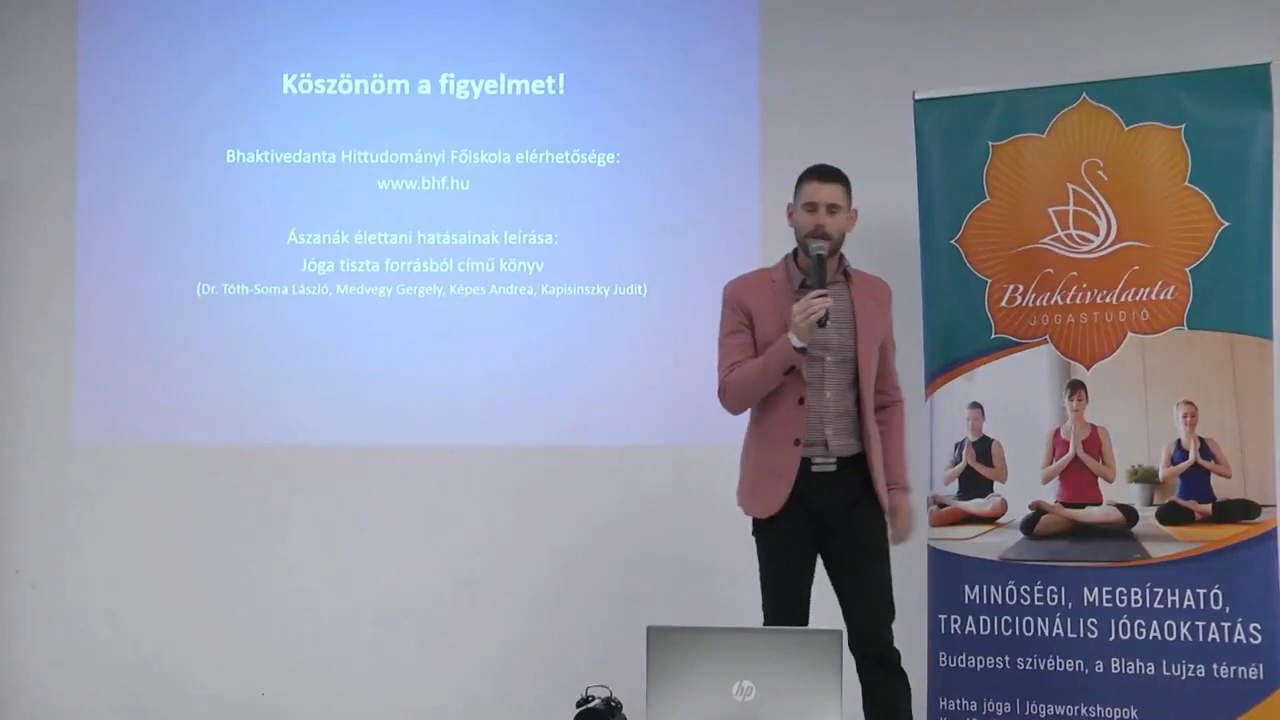 Köszönöm a figyelmet!
Bhaktivedanta Hittudományi Főiskola elérhetősége:
www.bhf.hu
Ászanák élettani hatásainak leírása:
Jóga tiszta forrásból című könyv
(Dr. Tóth-Soma László, Medvegy Gergely, Képes Andrea, Kapisinszky Judit)
Bhaktivedanta
JÓGASTUDIÓ
MINŐSÉGI, MEGBÍZHATÓ,
TRADICIONÁLIS JÓGAOKTATÁS
Budapest szívében, a Blaha Lujza térnél
Hatha jóga | Jógaworkshopok
hp